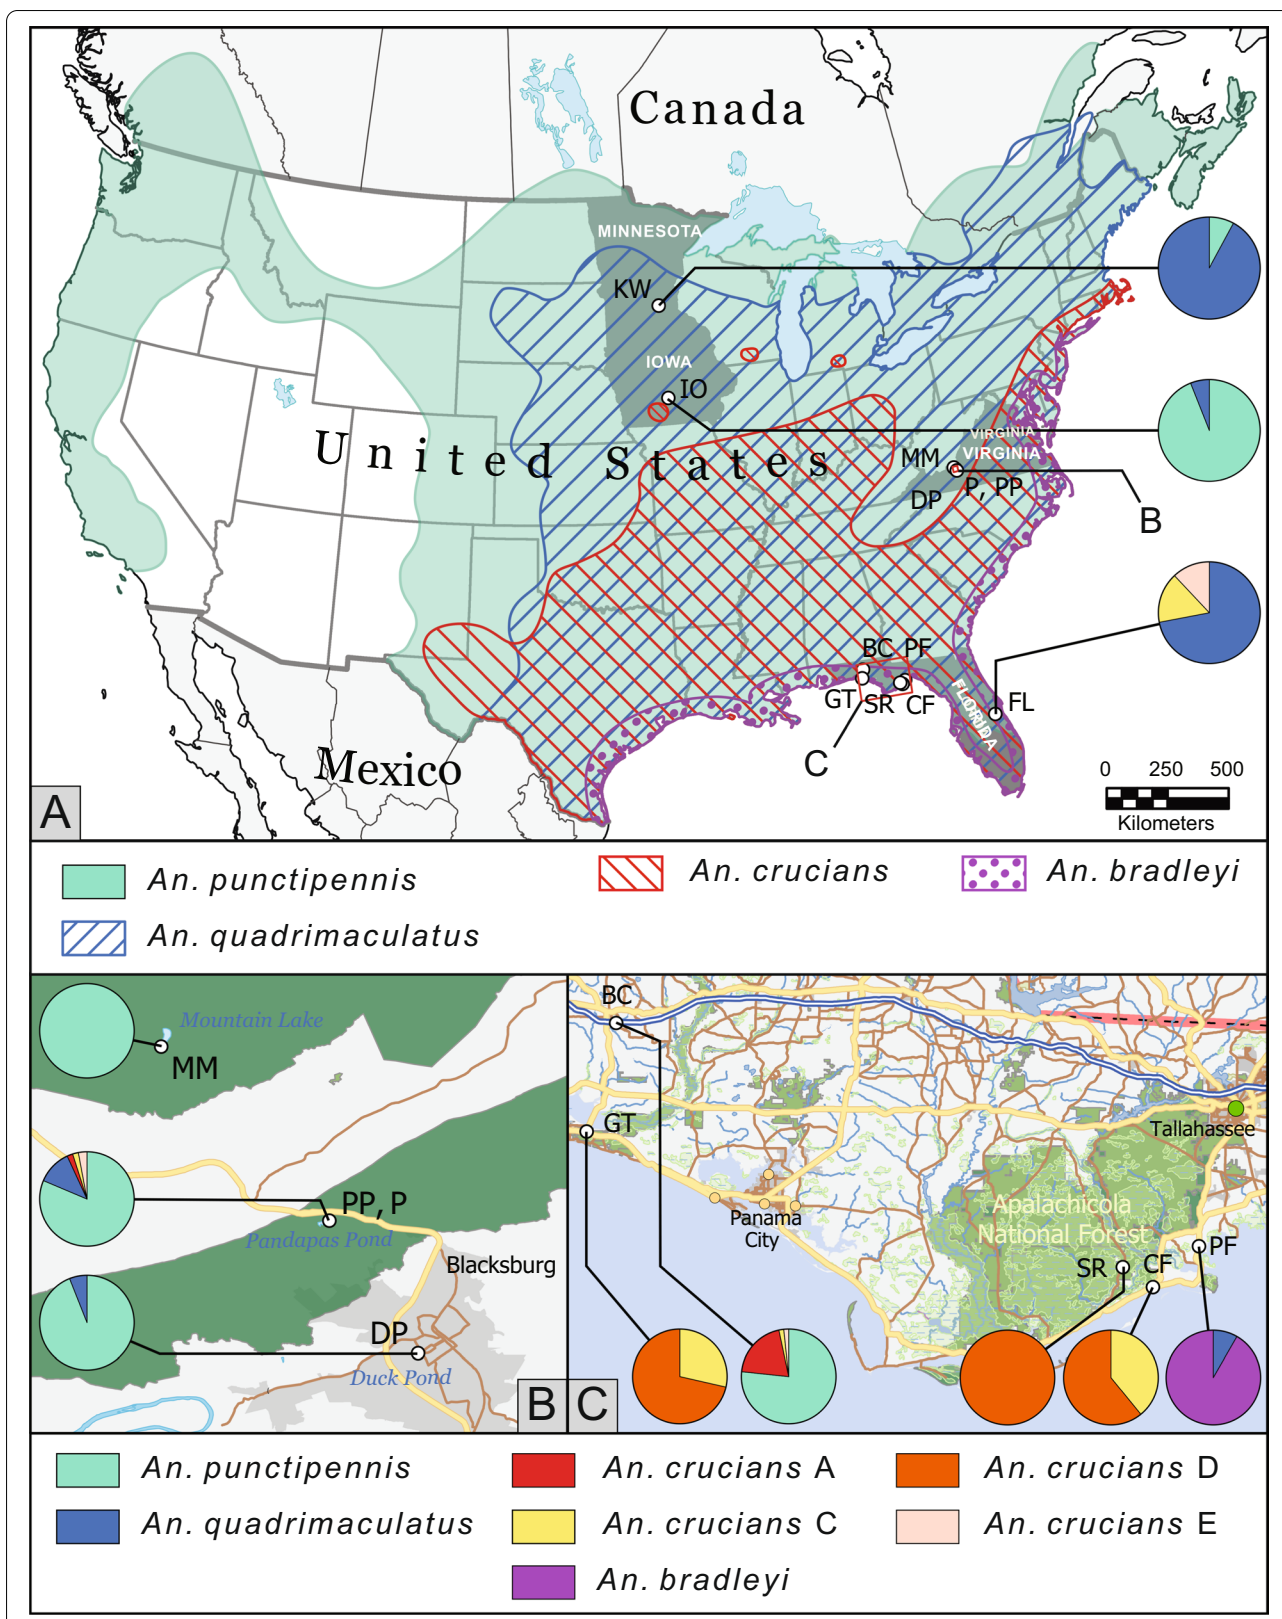 Canada
MINNESOTA
KW
IOWA
IO
United States
VIRGINIA
VIRGINIA
MM
P, PP
DP
B
BC PF
GT SR CF
FLORIDA
FL
C
Mexico
0 250 500
Kilometers
A
An. punctipennis
An. crucians
An. bradleyi
An. quadrimaculatus
Mountain Lake
MM
PP, P
Pandapas Pond
Blacksburg
DP
Duck Pond
B
BC
GT
Tallahassee
Panama
City
Apalachicola
National Forest
PF
SR
CF
C
An. punctipennis
An. crucians A
An. crucians D
An. quadrimaculatus
An. crucians C
An. crucians E
An. bradleyi